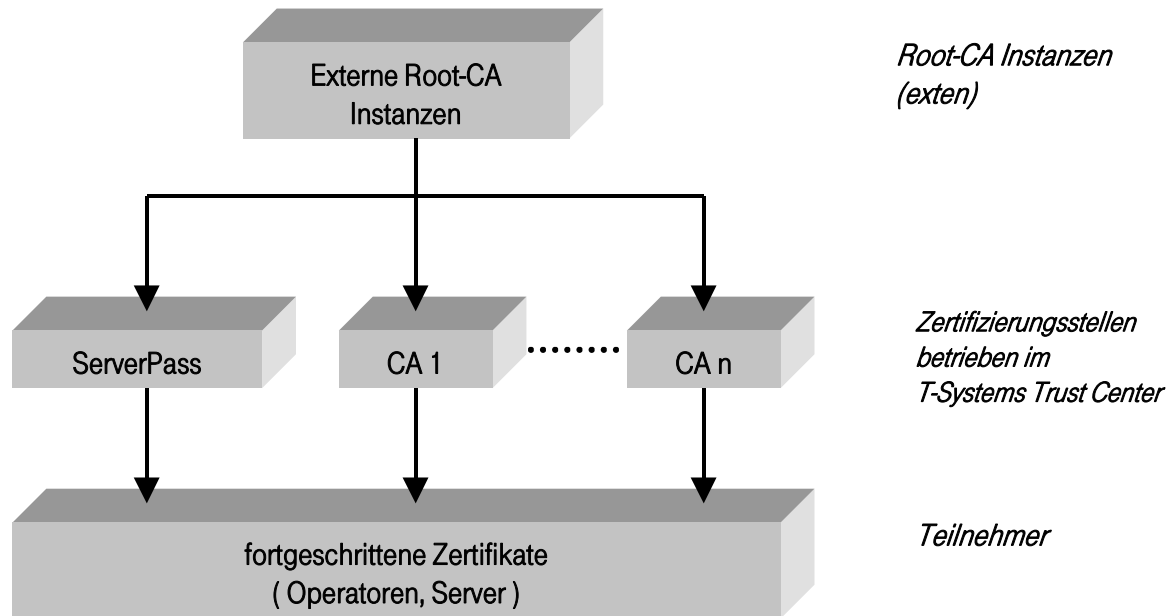 Externe Root-CA
Instanzen
Root-CA Instanzen
(exten)
ServerPass
CA 1
CA n
Zertifizierungsstellen
betrieben im
T-Systems Trust Center
fortgeschrittene Zertifikate
( Operatoren, Server )
Teilnehmer